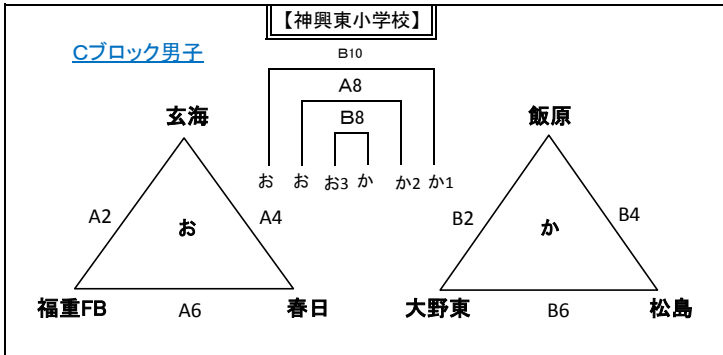 【神興東小学校】
Cブロック男子
B10
A8
B8
玄海
飯原
お お お3 か か2 か1
A2
お
A4
B2
か
B4
福重FB
A6
春日
大野東
B6
松島